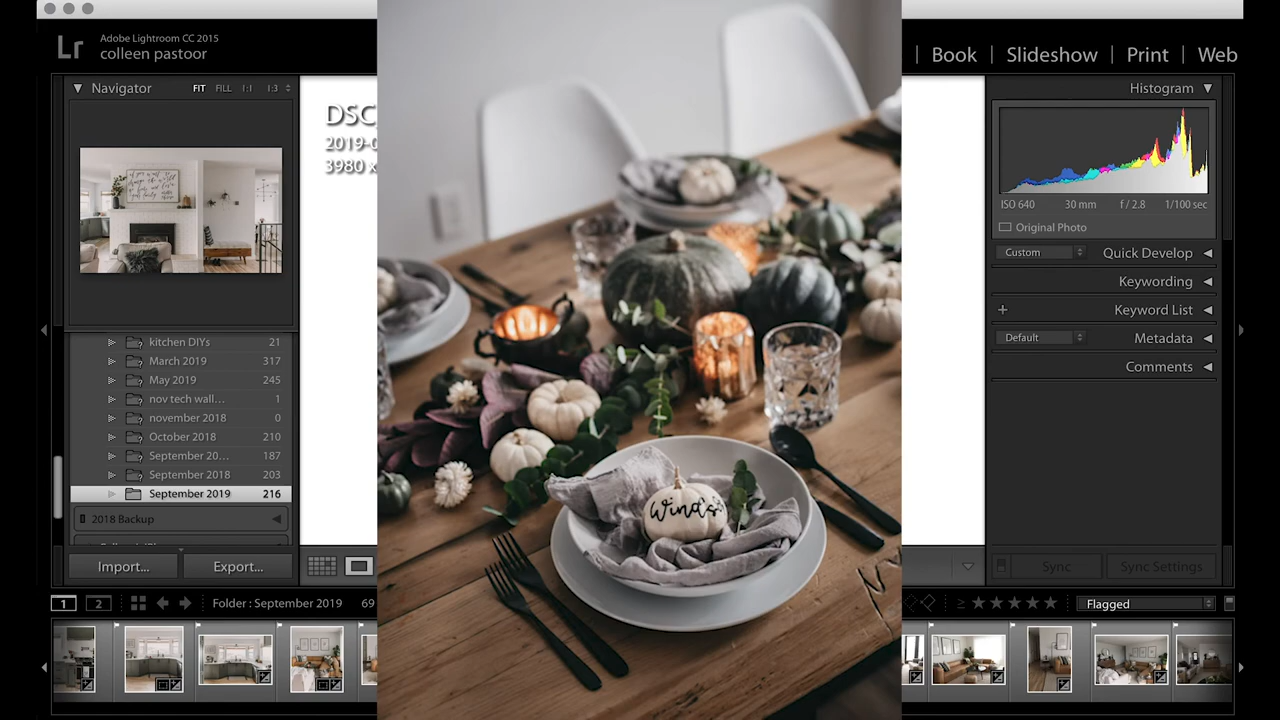 Lr
Adobe Lightroom CC 2015
colleen pastoor
Book | Slideshow | Print | Web
Navigator FIT FILL 1:1 1:3
Histogram
DSC
2019-0
3980 x
ISO 640 30 mm f / 2.8 1/100 sec
Original Photo
Custom Quick Develop
Keywording
Keyword List
Default Metadata
Comments
kitchen DIYs 21
March 2019 317
May 2019 245
nov tech wall... 1
november 2018 0
October 2018 210
September 20... 187
September 2018 203
September 2019 216
2018 Backup
Import... Export...
Sync Sync Settings
1 2 Folder : September 2019 69
Flagged